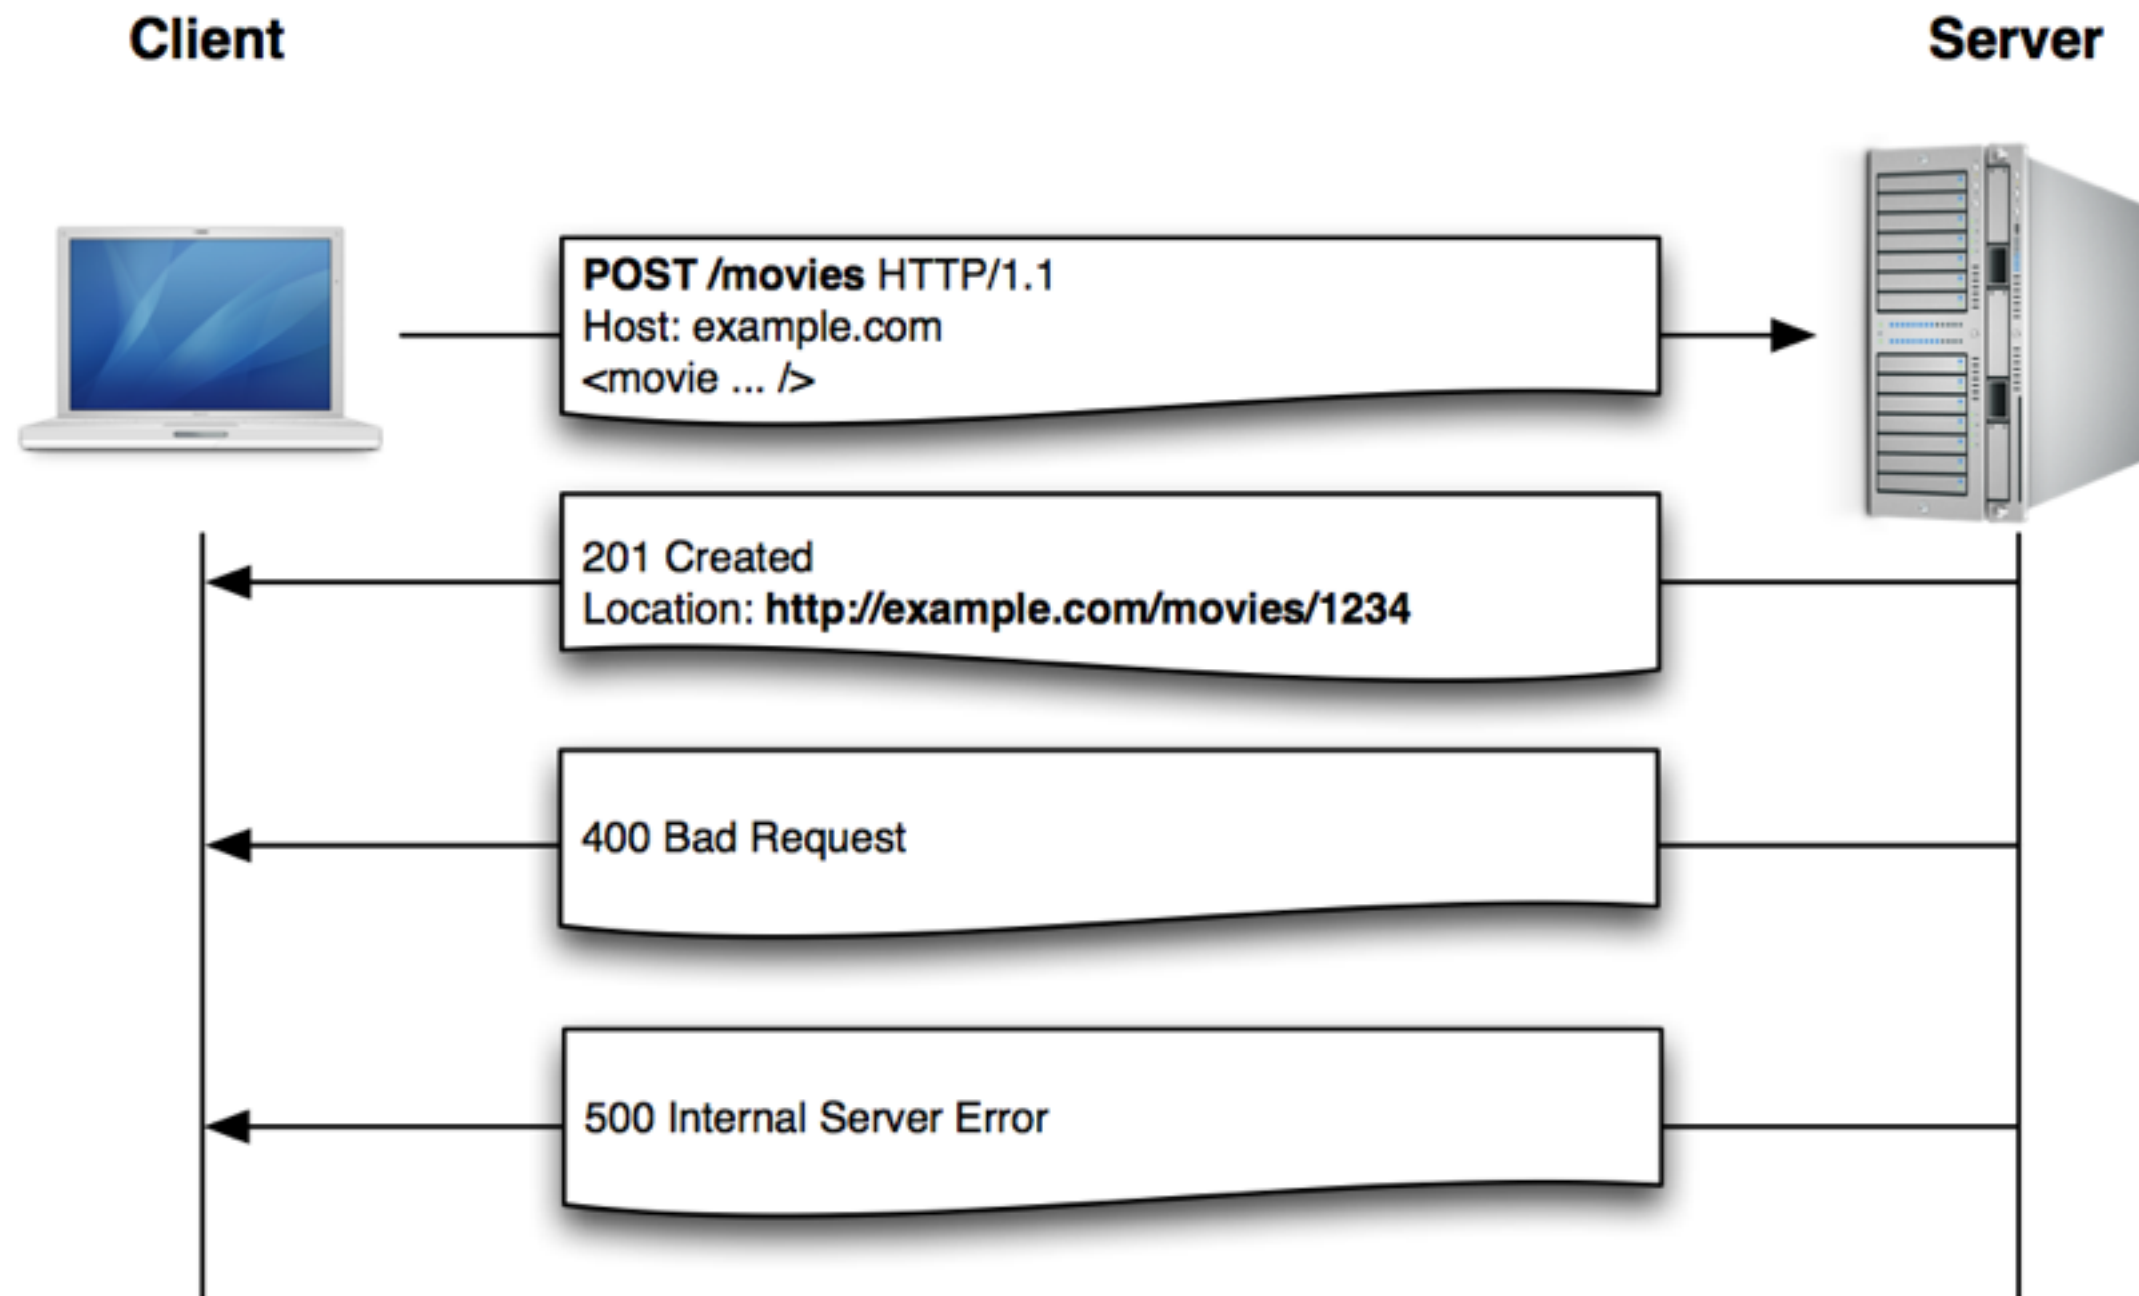 Client
Server
POST /movies HTTP/1.1
Host: example.com
<movie ... />
201 Created
Location: http://example.com/movies/1234
400 Bad Request
500 Internal Server Error